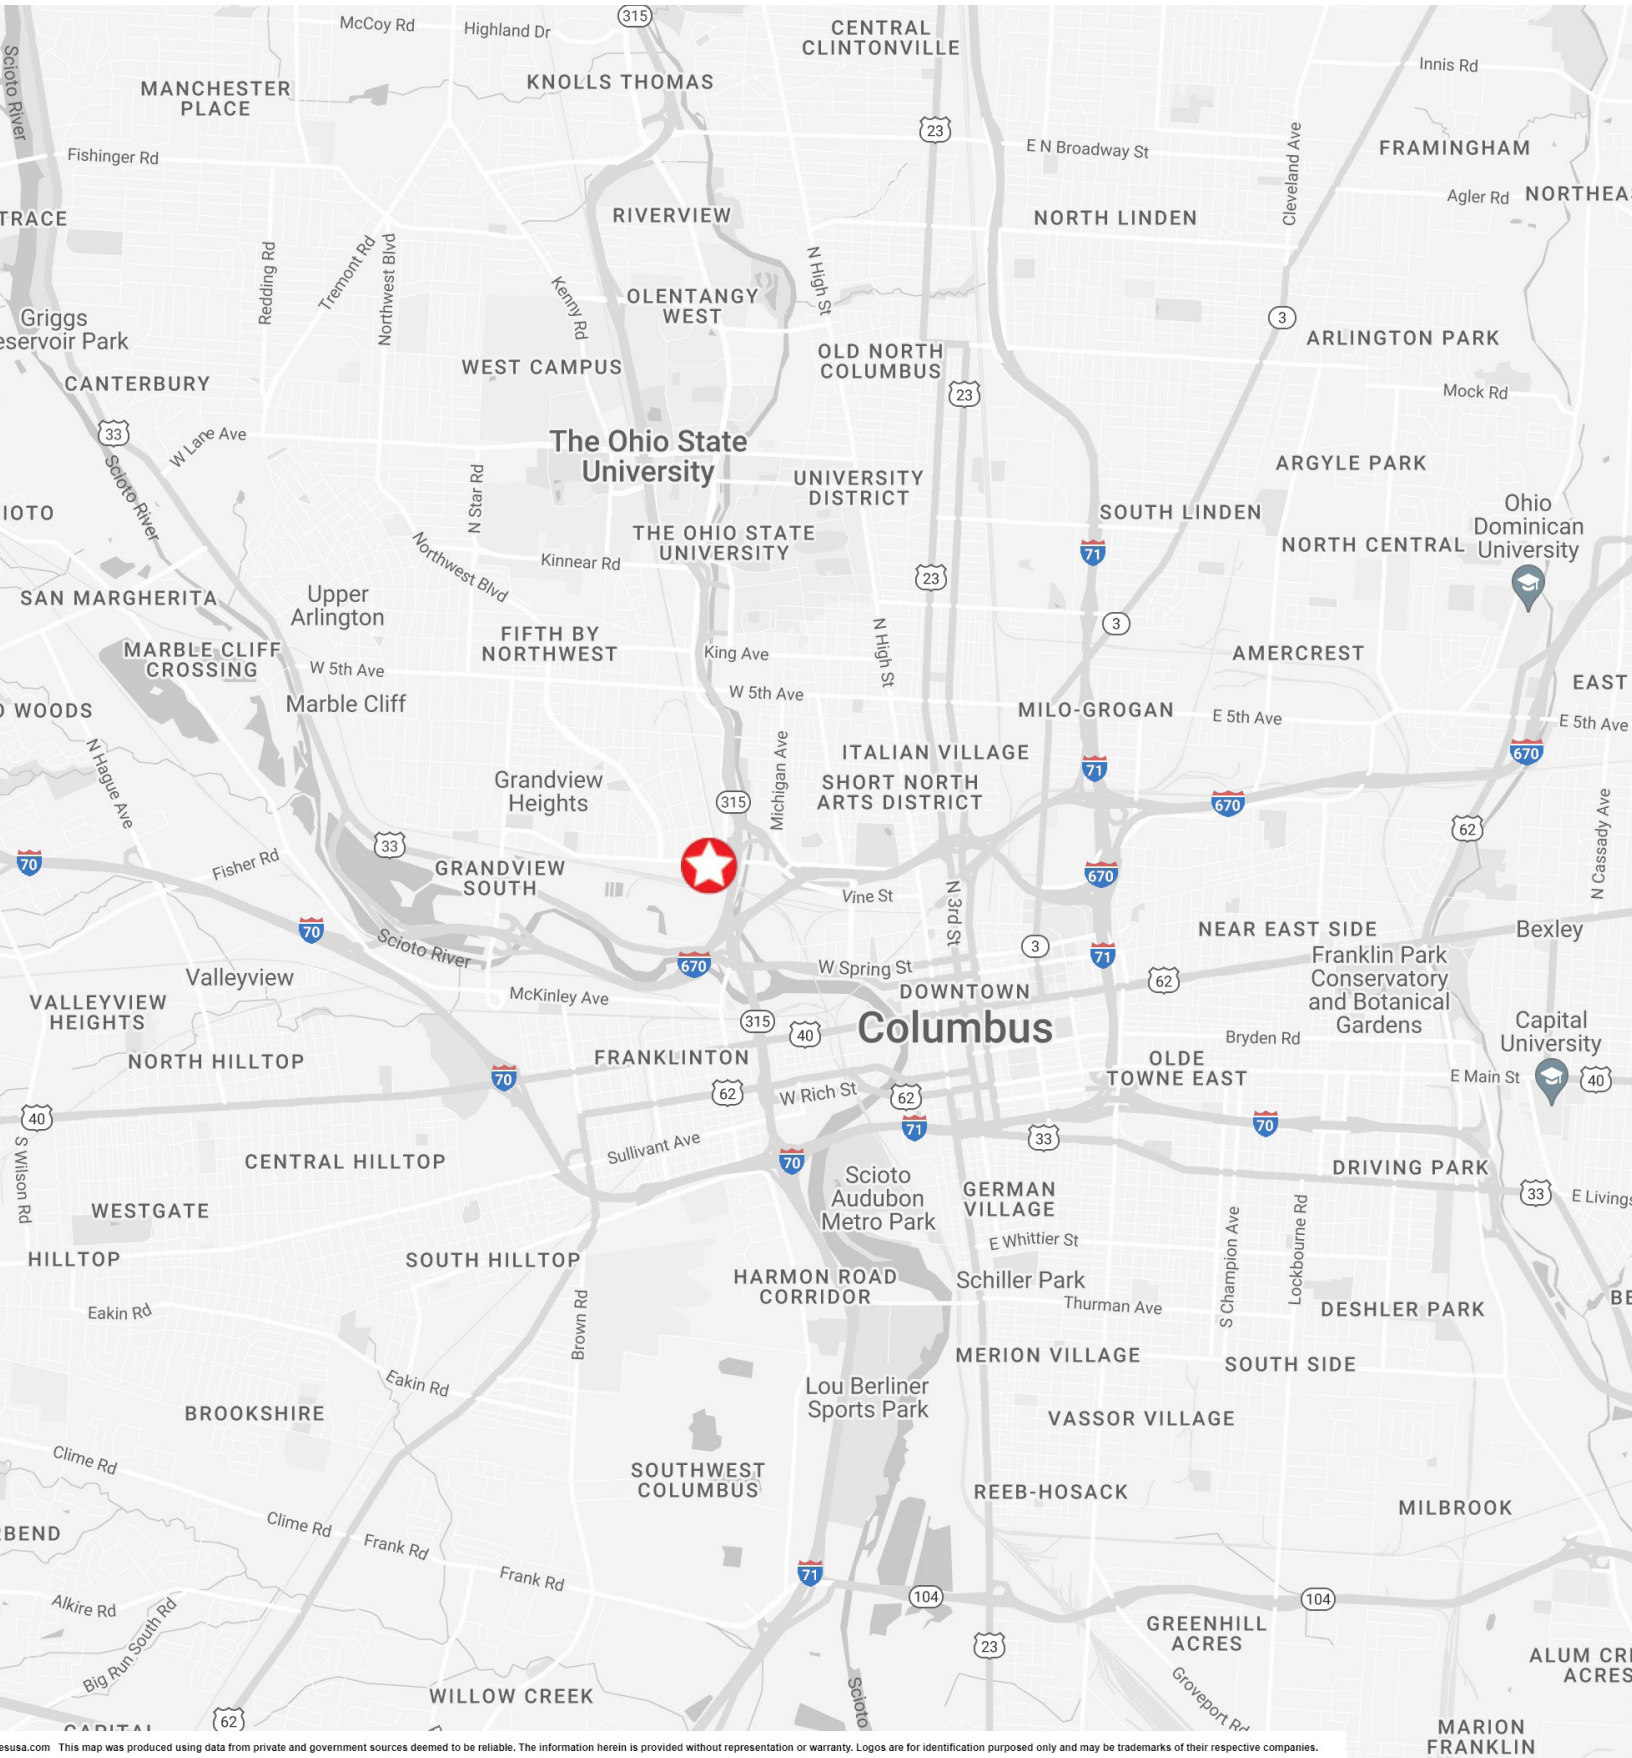 315
McCoy Rd
Highland Dr
CENTRAL
CLINTONVILLE
Scioto River
Innis Rd
KNOLLS THOMAS
MANCHESTER
PLACE
23
Cleveland Ave
E N Broadway St
FRAMINGHAM
Fishinger Rd
Agler Rd
NORTHEA
TRACE
RIVERVIEW
NORTH LINDEN
Redding Rd
Tremont Rd
Northwest Blvd
N High St
Kenny Rd
OLENTANGY
WEST
Griggs
eservoir Park
3
ARLINGTON PARK
OLD NORTH
COLUMBUS
WEST CAMPUS
CANTERBURY
23
Mock Rd
33
W Lane Ave
The Ohio State
University
Scioto River
N Star Rd
UNIVERSITY
DISTRICT
ARGYLE PARK
IOTO
SOUTH LINDEN
Ohio
Dominican
University
THE OHIO STATE
UNIVERSITY
NORTH CENTRAL
71
Northwest Blvd
Kinnear Rd
23
SAN MARGHERITA
Upper
Arlington
3
FIFTH BY
NORTHWEST
N High St
MARBLE CLIFF
CROSSING
King Ave
AMERCREST
W 5th Ave
W 5th Ave
EAST
Marble Cliff
D WOODS
MILO-GROGAN
E 5th Ave
E 5th Ave
N Hague Ave
Michigan Ave
ITALIAN VILLAGE
670
71
Grandview
Heights
SHORT NORTH
ARTS DISTRICT
315
670
62
N Cassady Ave
33
70
Fisher Rd
GRANDVIEW
SOUTH
670
Vine St
N 3rd St
70
NEAR EAST SIDE
Bexley
Scioto River
3
71
Franklin Park
Conservatory
and Botanical
Gardens
670
W Spring St
Valleyview
62
DOWNTOWN
McKinley Ave
VALLEYVIEW
HEIGHTS
315
40
Columbus
Capital
University
Bryden Rd
NORTH HILLTOP
FRANKLINTON
OLDE
TOWNE EAST
70
E Main St
40
62
W Rich St
62
40
71
33
70
S Wilson Rd
Sullivant Ave
CENTRAL HILLTOP
70
DRIVING PARK
Scioto
Audubon
Metro Park
GERMAN
VILLAGE
33
E Livings
WESTGATE
S Champion Ave
Lockbourne Rd
E Whittier St
HILLTOP
SOUTH HILLTOP
HARMON ROAD
CORRIDOR
Schiller Park
BE
Eakin Rd
Brown Rd
Thurman Ave
DESHLER PARK
MERION VILLAGE
SOUTH SIDE
Eakin Rd
Lou Berliner
Sports Park
BROOKSHIRE
VASSOR VILLAGE
Clime Rd
SOUTHWEST
COLUMBUS
REEB-HOSACK
MILBROOK
BEND
Clime Rd
Frank Rd
Frank Rd
71
104
104
Alkire Rd
Big Run South Rd
GREENHILL
ACRES
23
ALUM CRE
ACRES
Scioto
Groveport Rd
WILLOW CREEK
62
CAPITAL
MARION
FRANKLIN
esusa.com This map was produced using data from private and government sources deemed to be reliable. The information herein is provided without representation or warranty. Logos are for identification purposed only and may be trademarks of their respective companies.